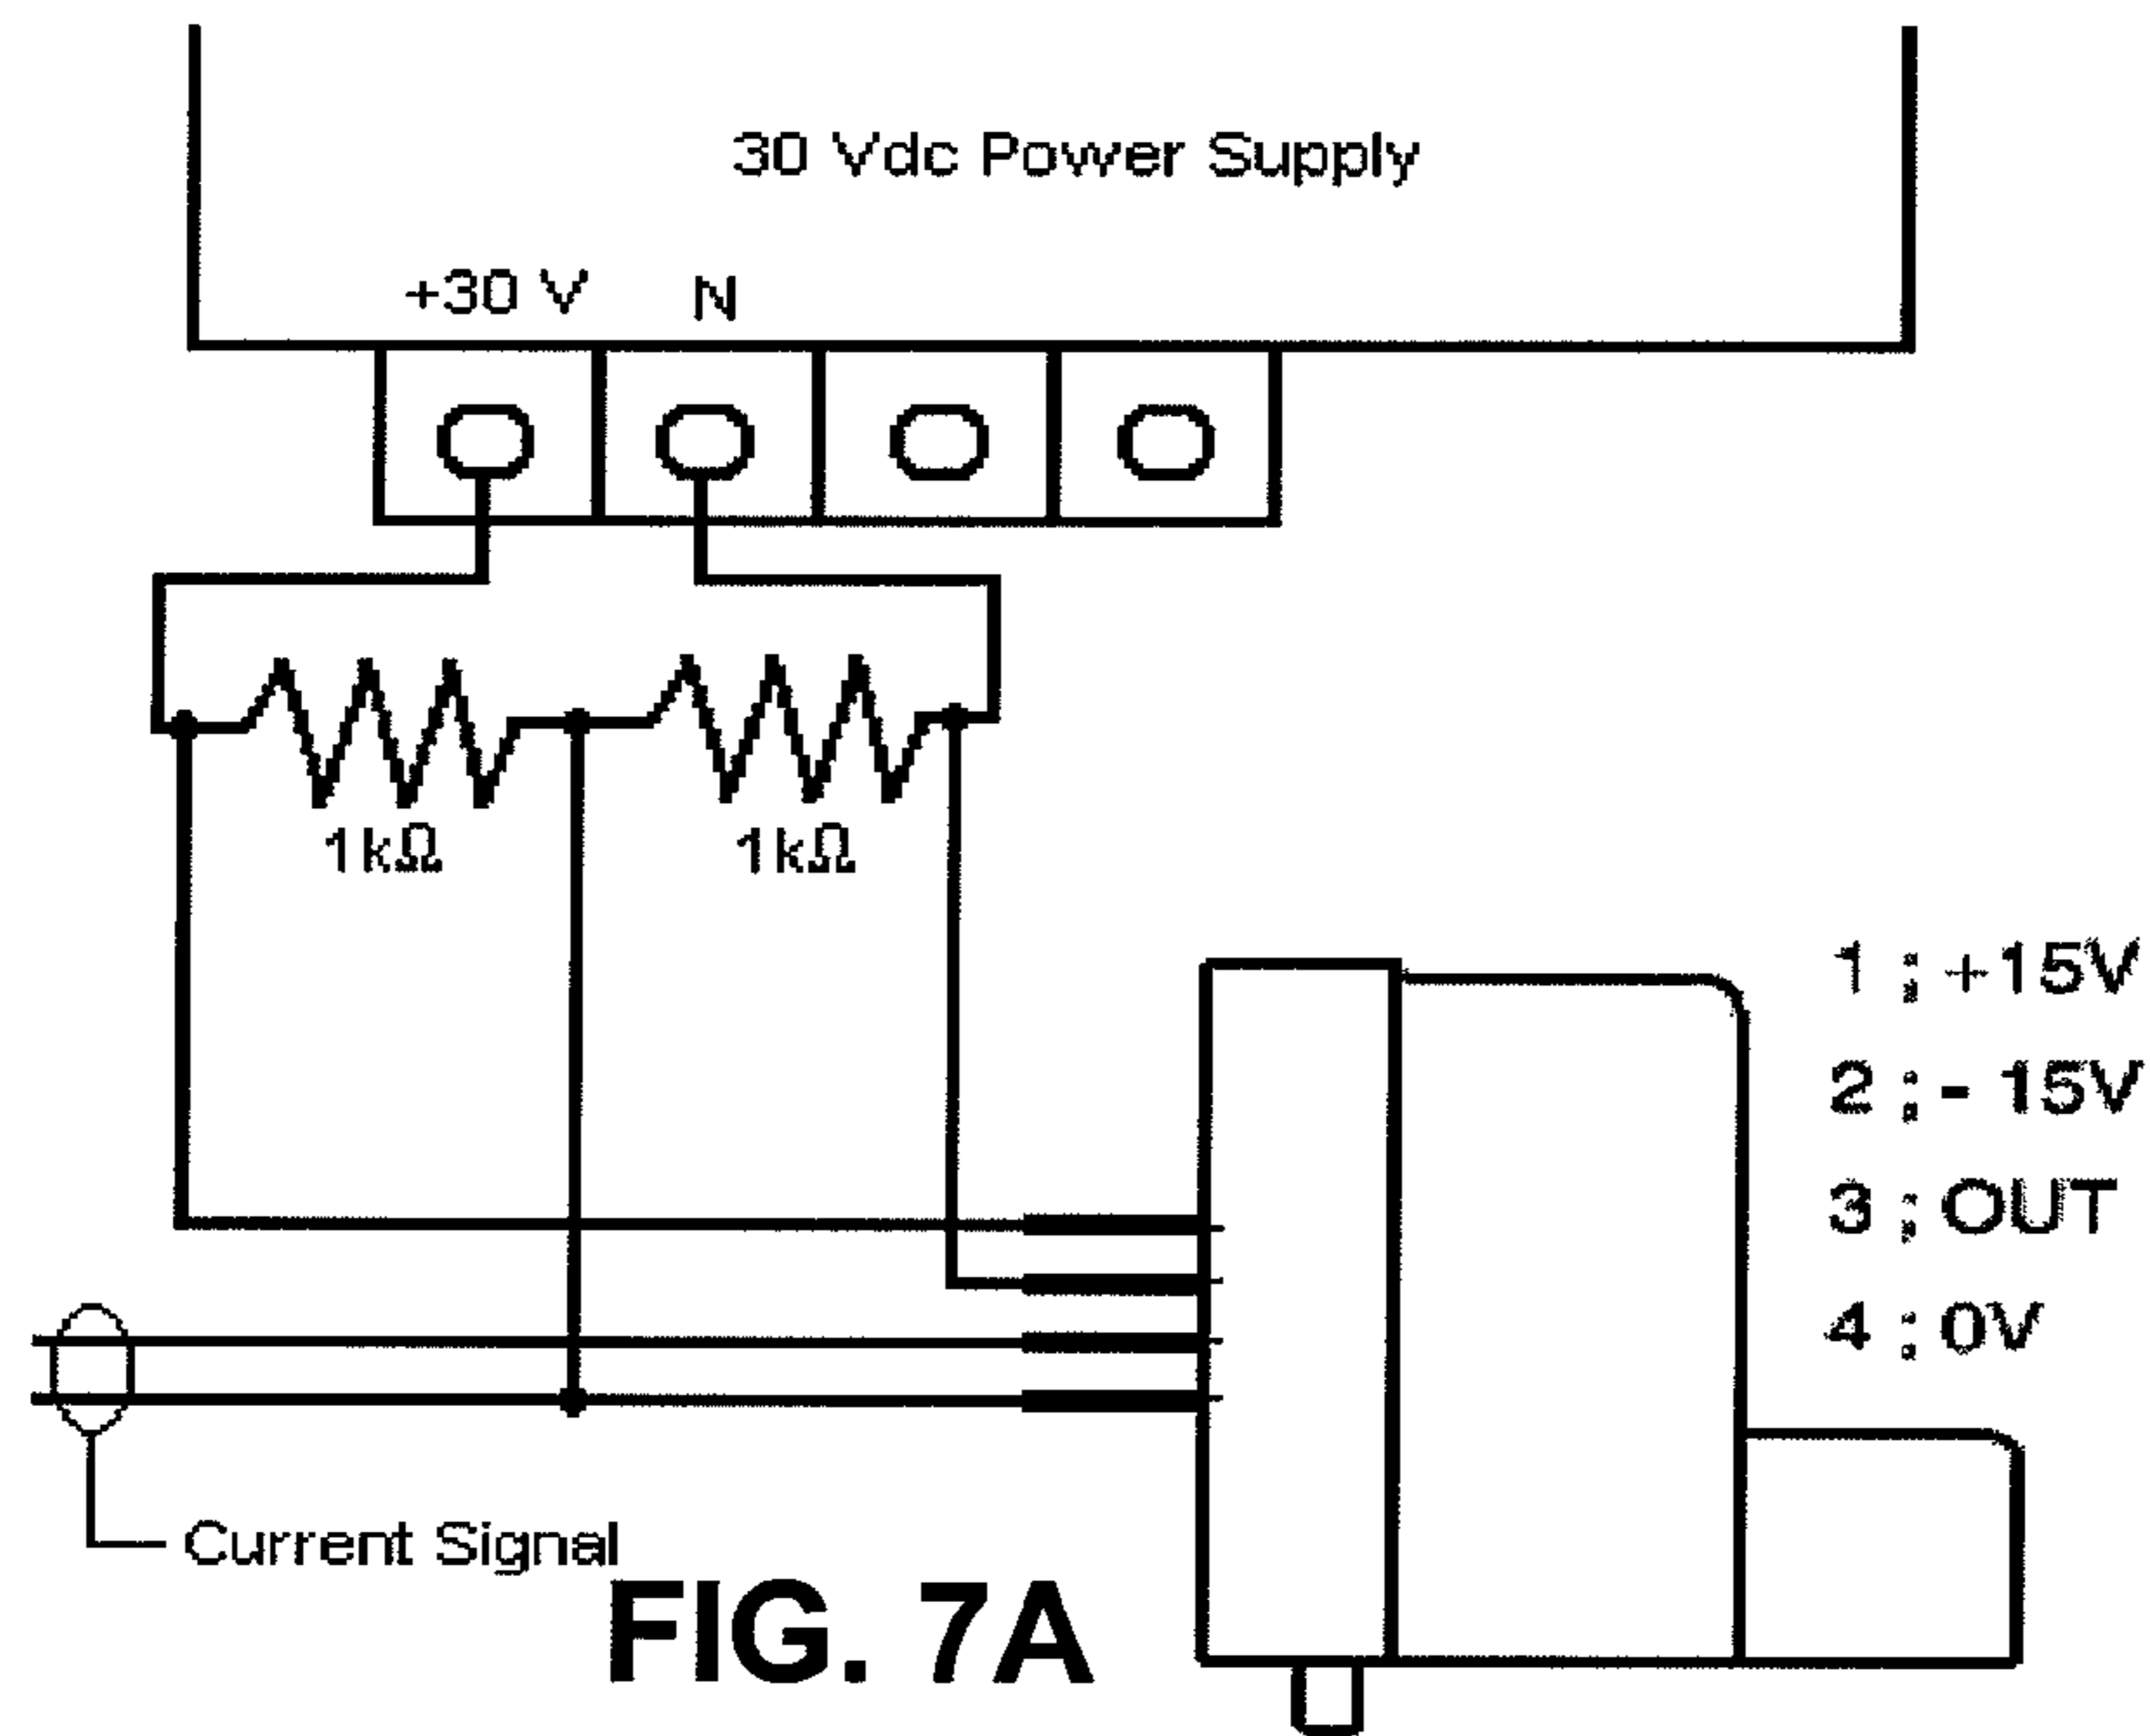 30 Vdc Power Supply
+30 V N
1kΩ 1kΩ
1 : +15V
2 : - 15V
3 : OUT
4 : 0V
Current Signal
FIG. 7A